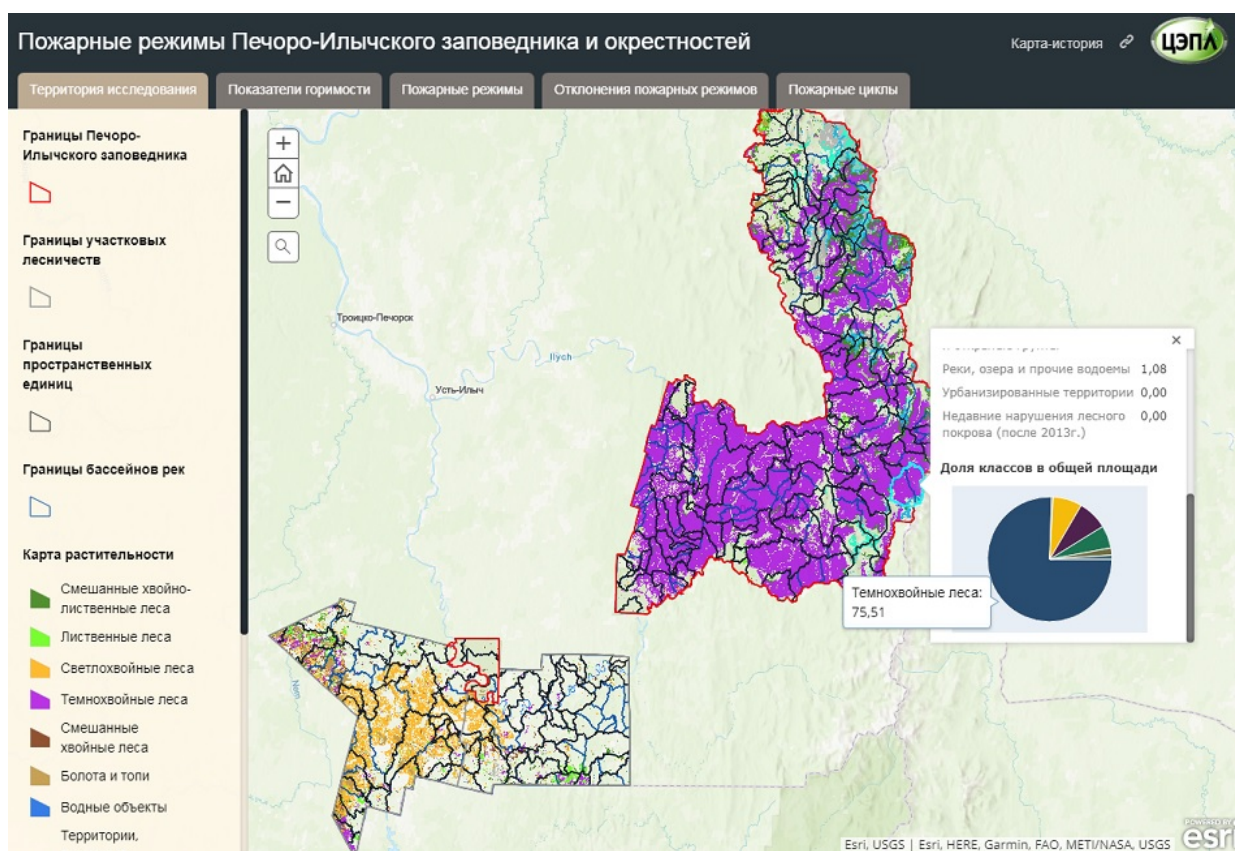 Пожарные режимы Печоро-Илычского заповедника и окрестностей
Карта-история
ЦЭПЛ
Территория исследования
Показатели горимости
Пожарные режимы
Отклонения пожарных режимов
Пожарные циклы
Границы Печоро-
Илычского заповедника
Границы участковых
лесничеств
Границы
пространственных
единиц
Границы бассейнов рек
Карта растительности
Смешанные хвойно-
лиственные леса
Лиственные леса
Светлохвойные леса
Темнохвойные леса
Смешанные
хвойные леса
Болота и топи
Водные объекты
Территории,
Троицко-Печорск
Ilych
Усть-Илыч
Nem
Реки, озера и прочие водоемы 1,08
Урбанизированные территории 0,00
Недавние нарушения лесного 0,00
покрова (после 2013г.)
Доля классов в общей площади
Темнохвойные леса:
75,51
Esri, USGS | Esri, HERE, Garmin, FAO, METI/NASA, USGS
POWERED BY
esri